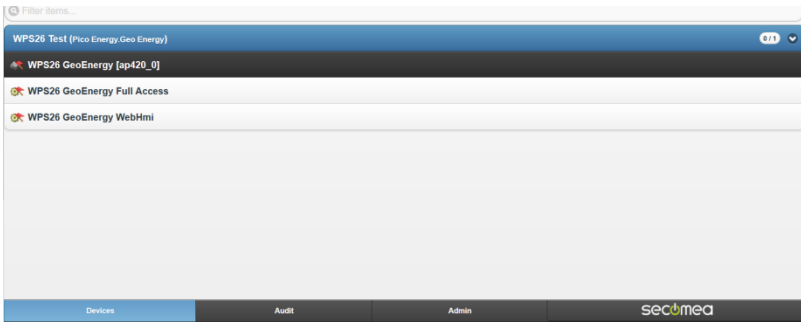 Filter items...
WPS26 Test (Pico Energy.Geo Energy) 0/1
WPS26 GeoEnergy [ap420_0]
WPS26 GeoEnergy Full Access
WPS26 GeoEnergy WebHmi
Devices Audit Admin secomea